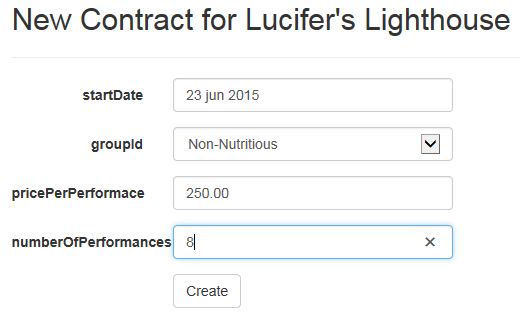 New Contract for Lucifer's Lighthouse
startDate 23 jun 2015
groupId Non-Nutritious
pricePerPerformace 250.00
numberOfPerformances 8
Create